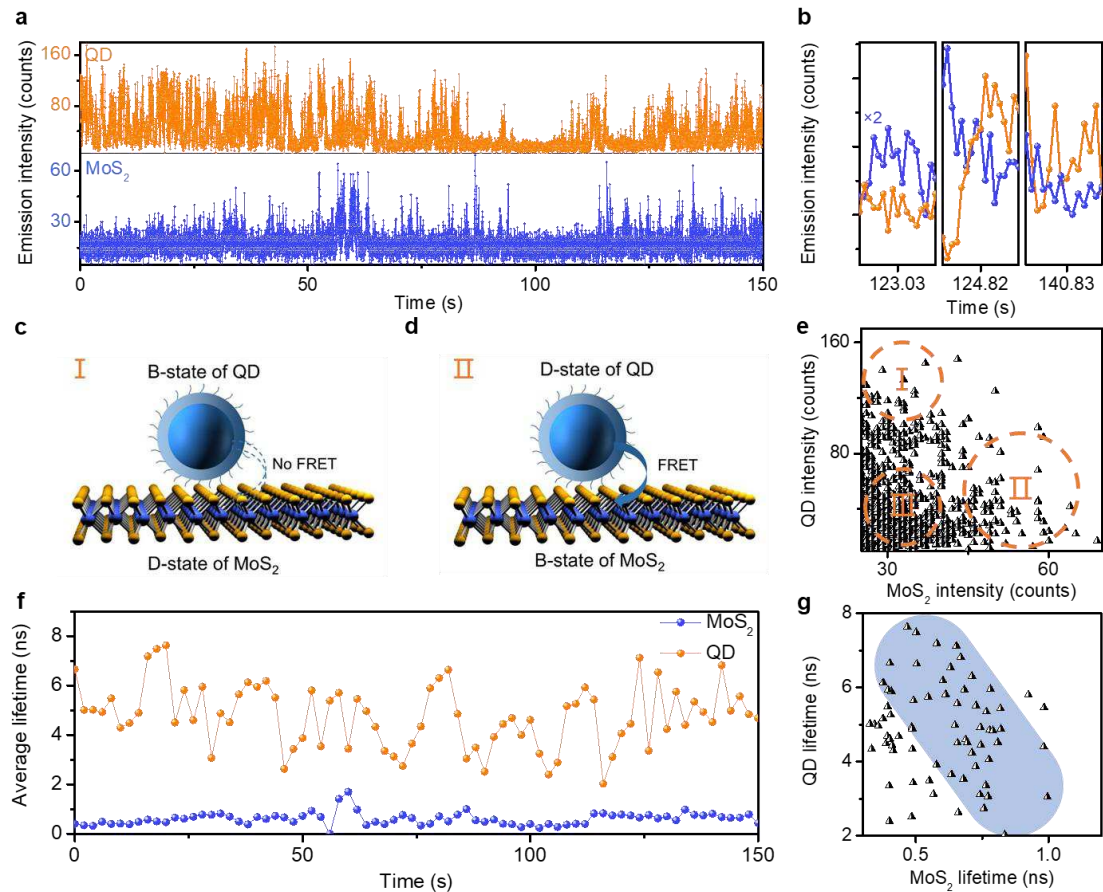 a
Emission intensity (counts)
160
80
QD
60
30
MoS2
0
50
100
150
Time (s)
b
Emission intensity (counts)
×2
123.03
124.82
140.83
Time (s)
c
I
B-state of QD
No FRET
D-state of MoS2
d
II
D-state of QD
FRET
B-state of MoS2
e
QD intensity (counts)
160
80
I
II
III
30
60
MoS2 intensity (counts)
f
Average lifetime (ns)
8
6
4
2
0
MoS2
QD
0
50
100
150
Time (s)
g
QD lifetime (ns)
8
6
4
2
0.5
1.0
MoS2 lifetime (ns)